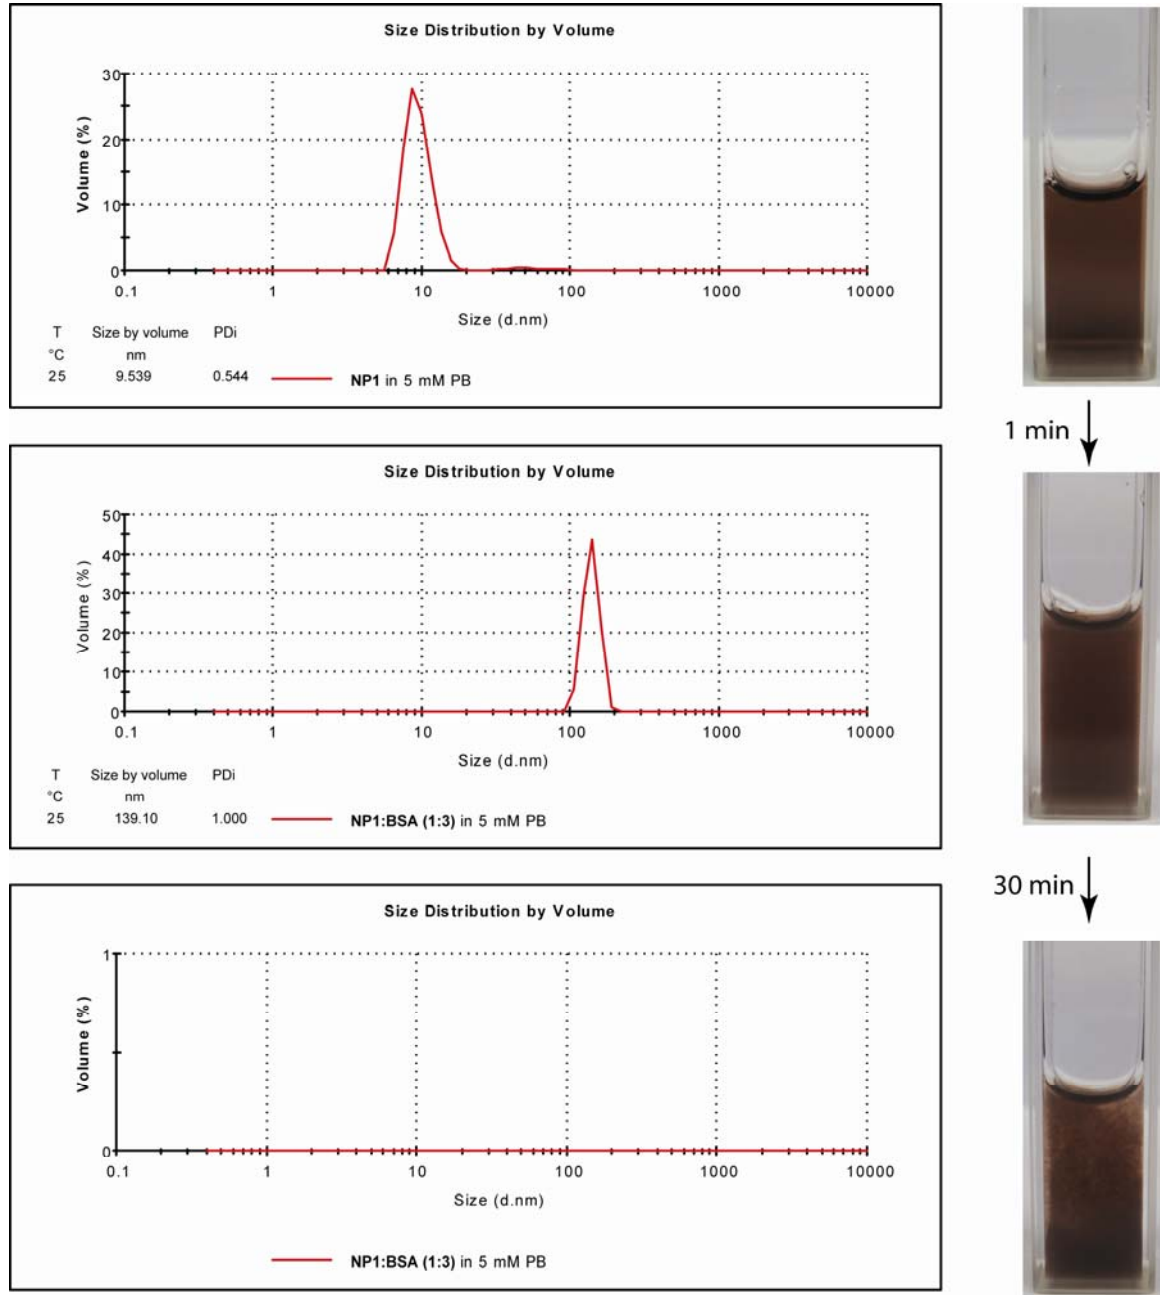 Size Distribution by Volume
Volume (%)
30
20
10
0
0.1 1 10 100 1000 10000
Size (d.nm)
T Size by volume PDi
°C nm
25 9.539 0.544 NP1 in 5 mM PB
1 min
Size Distribution by Volume
Volume (%)
50
40
30
20
10
0
0.1 1 10 100 1000 10000
Size (d.nm)
T Size by volume PDi
°C nm
25 139.10 1.000 NP1:BSA (1:3) in 5 mM PB
30 min
Size Distribution by Volume
Volume (%)
1
0
0.1 1 10 100 1000 10000
Size (d.nm)
NP1:BSA (1:3) in 5 mM PB